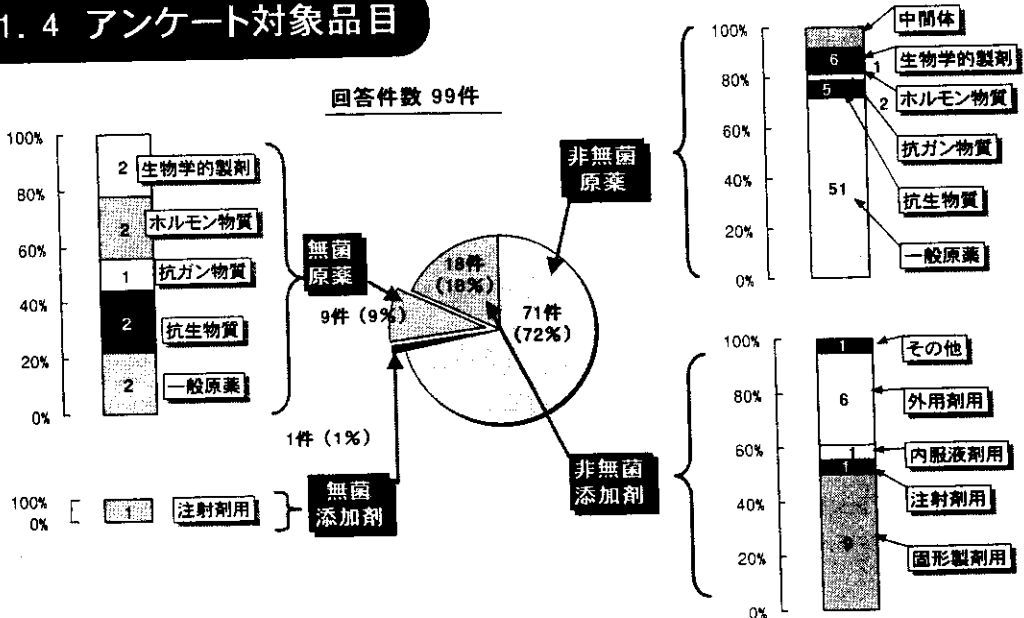 1.4 アンケート対象品目
回答件数 99件
100%
80%
60%
40%
20%
0%
2
2
1
2
2
生物学的製剤
ホルモン物質
抗ガン物質
抗生物質
一般原薬
無菌
原薬
9件(9%)
1件(1%)
100%
0%
1
注射剤用
無菌
添加剤
18件
(18%)
71件
(72%)
非無菌
原薬
100%
80%
60%
40%
20%
0%
6
1
5
2
51
中間体
生物学的製剤
ホルモン物質
抗ガン物質
抗生物質
一般原薬
非無菌
添加剤
100%
80%
60%
40%
20%
0%
1
6
1
1
9
その他
外用剤用
内服液剤用
注射剤用
固形製剤用